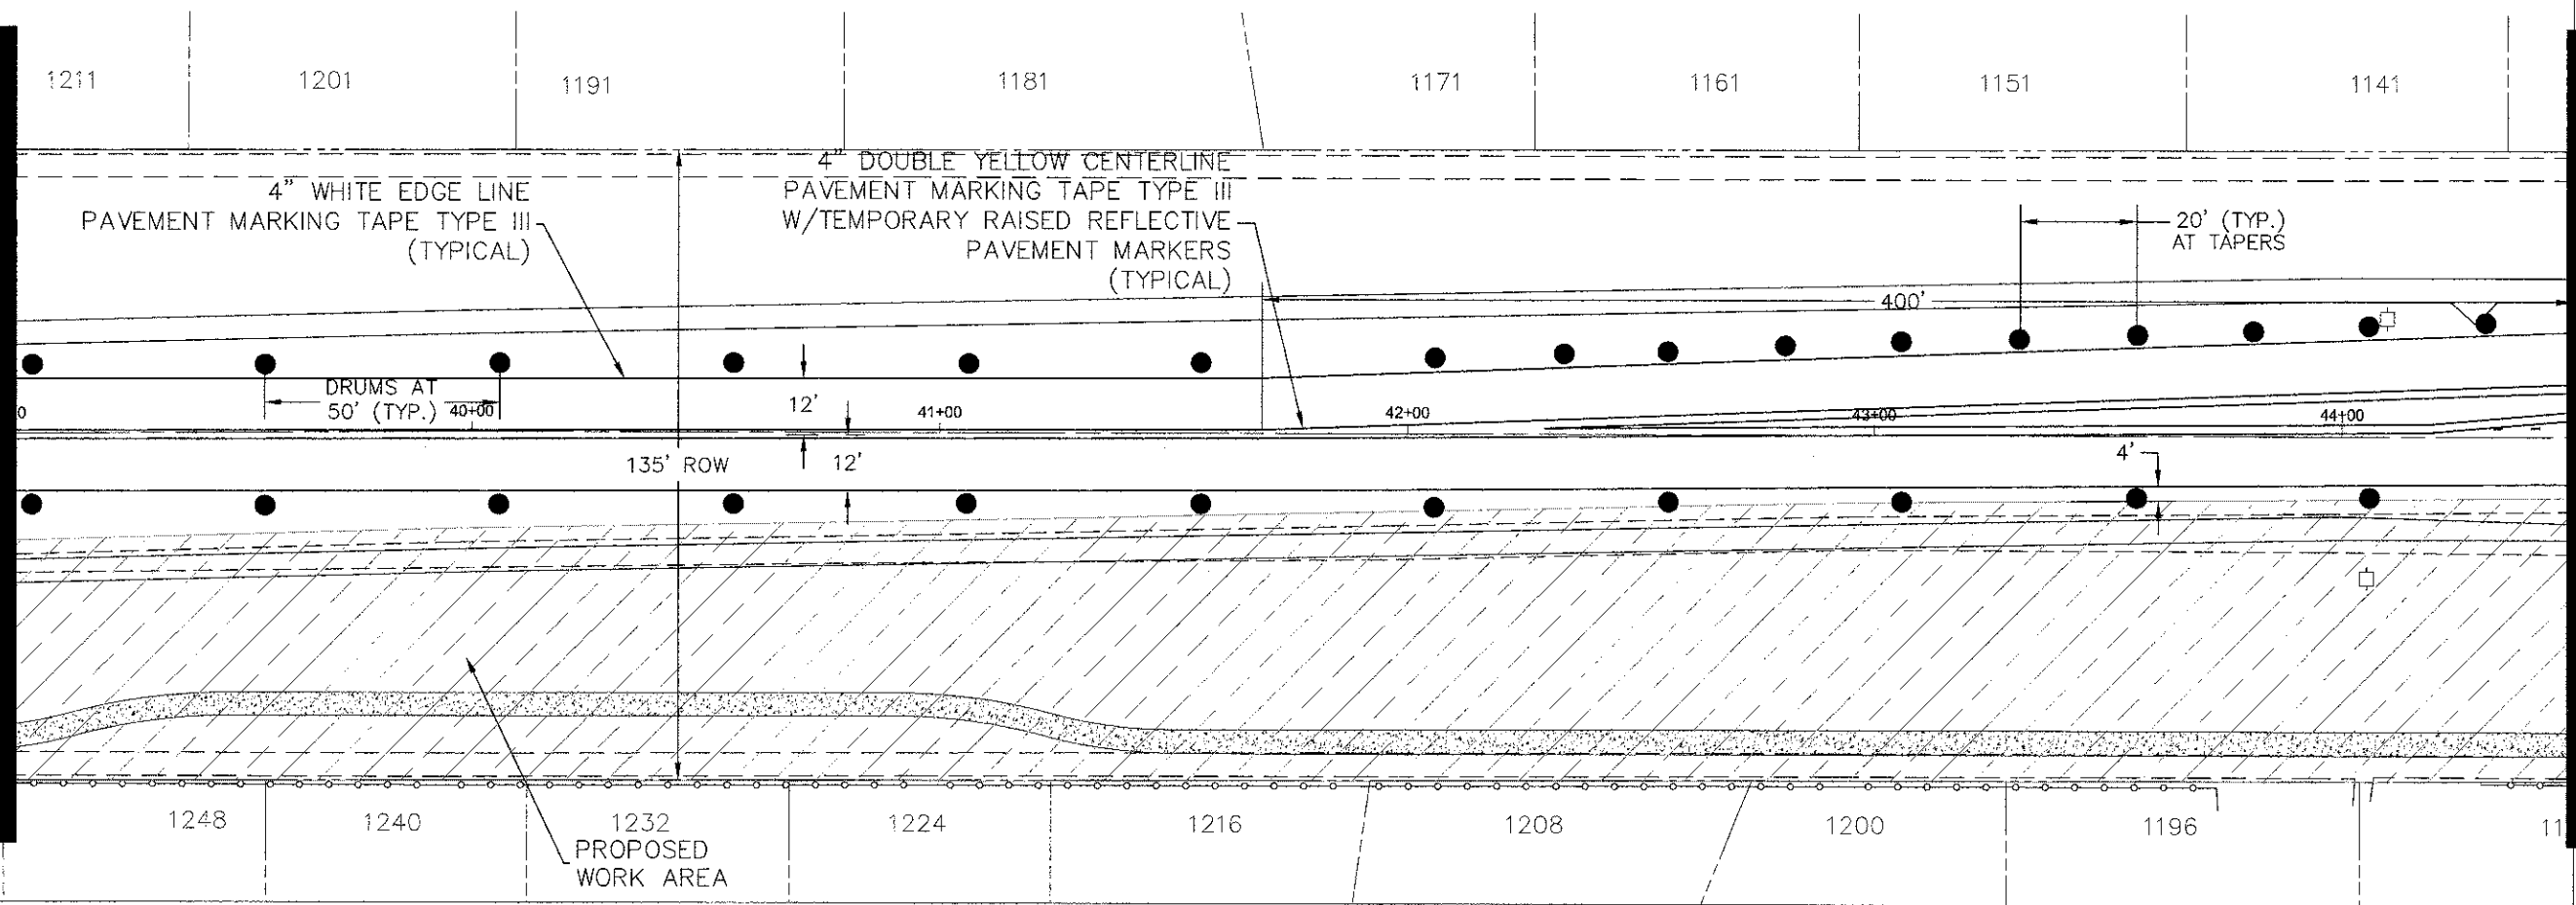 1211
1201
1191
1181
1171
1161
1151
1141
4" WHITE EDGE LINE
PAVEMENT MARKING TAPE TYPE III
(TYPICAL)
4" DOUBLE YELLOW CENTERLINE
PAVEMENT MARKING TAPE TYPE III
W/TEMPORARY RAISED REFLECTIVE
PAVEMENT MARKERS
(TYPICAL)
20' (TYP.)
AT TAPERS
400'
DRUMS AT
50' (TYP.)
0
40+00
12'
41+00
42+00
43+00
44+00
135' ROW
12'
4'
1248
1240
1232
1224
1216
1208
1200
1196
11
PROPOSED
WORK AREA